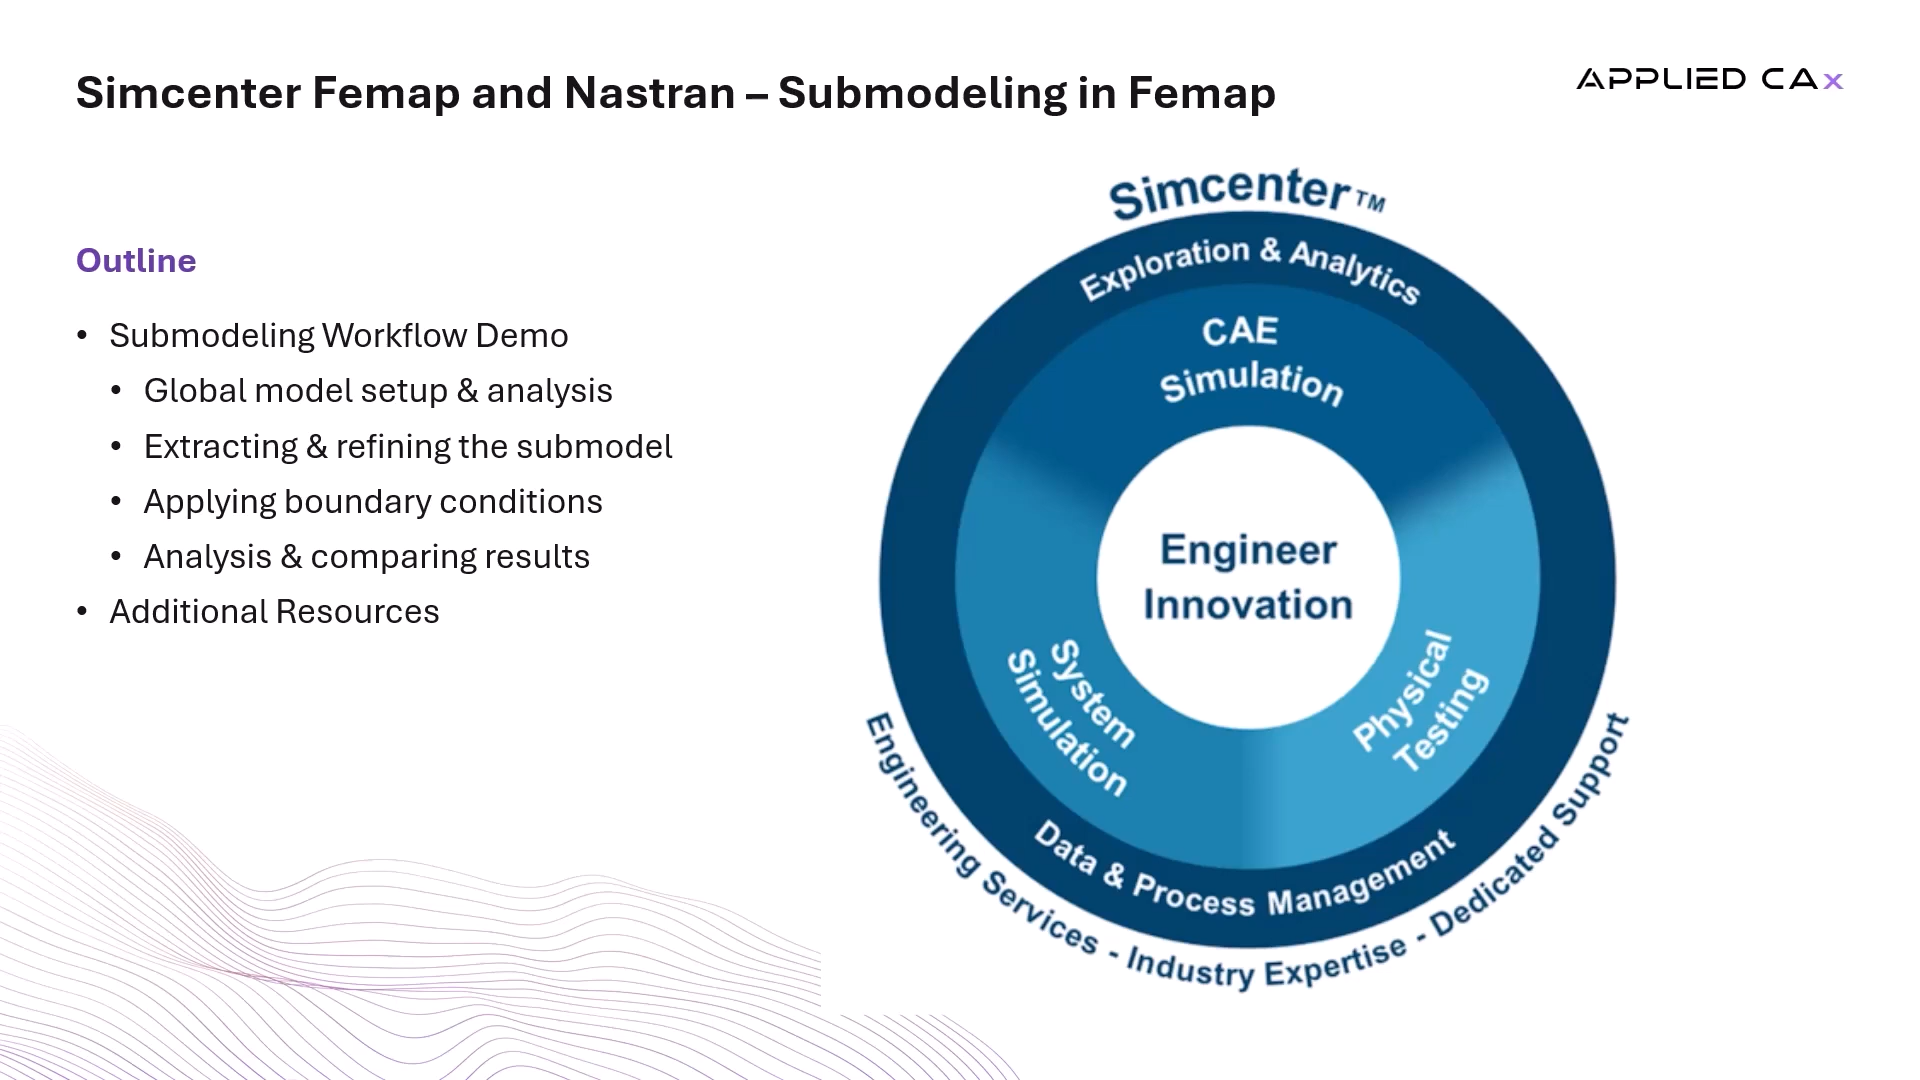 Simcenter Femap and Nastran – Submodeling in Femap
APPLIED CAx
Outline
• Submodeling Workflow Demo
• Global model setup & analysis
• Extracting & refining the submodel
• Applying boundary conditions
• Analysis & comparing results
• Additional Resources
Simcenter™
Exploration & Analytics
CAE
Simulation
Engineer
Innovation
System
Simulation
Physical
Testing
Data & Process Management
Engineering Services - Industry Expertise - Dedicated Support